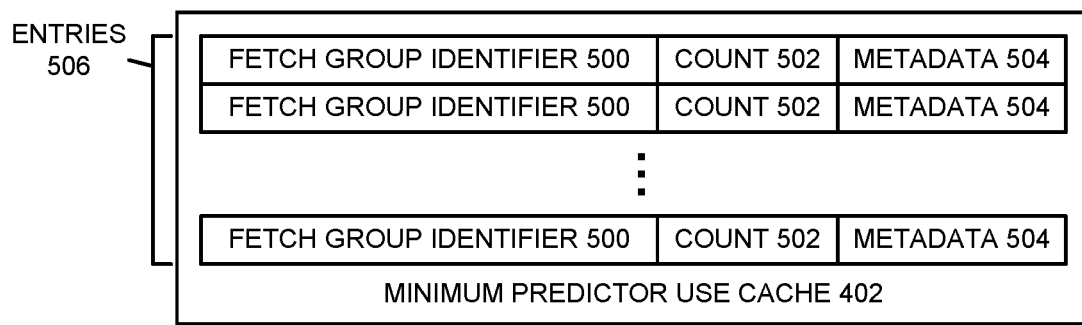 ENTRIES
506
FETCH GROUP IDENTIFIER 500 COUNT 502 METADATA 504
FETCH GROUP IDENTIFIER 500 COUNT 502 METADATA 504
FETCH GROUP IDENTIFIER 500 COUNT 502 METADATA 504
MINIMUM PREDICTOR USE CACHE 402